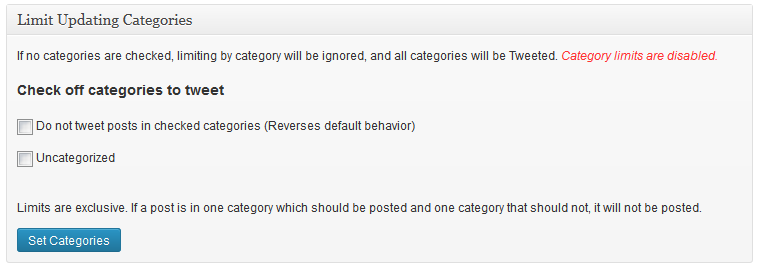 Limit Updating Categories
If no categories are checked, limiting by category will be ignored, and all categories will be Tweeted. Category limits are disabled.
Check off categories to tweet
Do not tweet posts in checked categories (Reverses default behavior)
Uncategorized
Limits are exclusive. If a post is in one category which should be posted and one category that should not, it will not be posted.
Set Categories